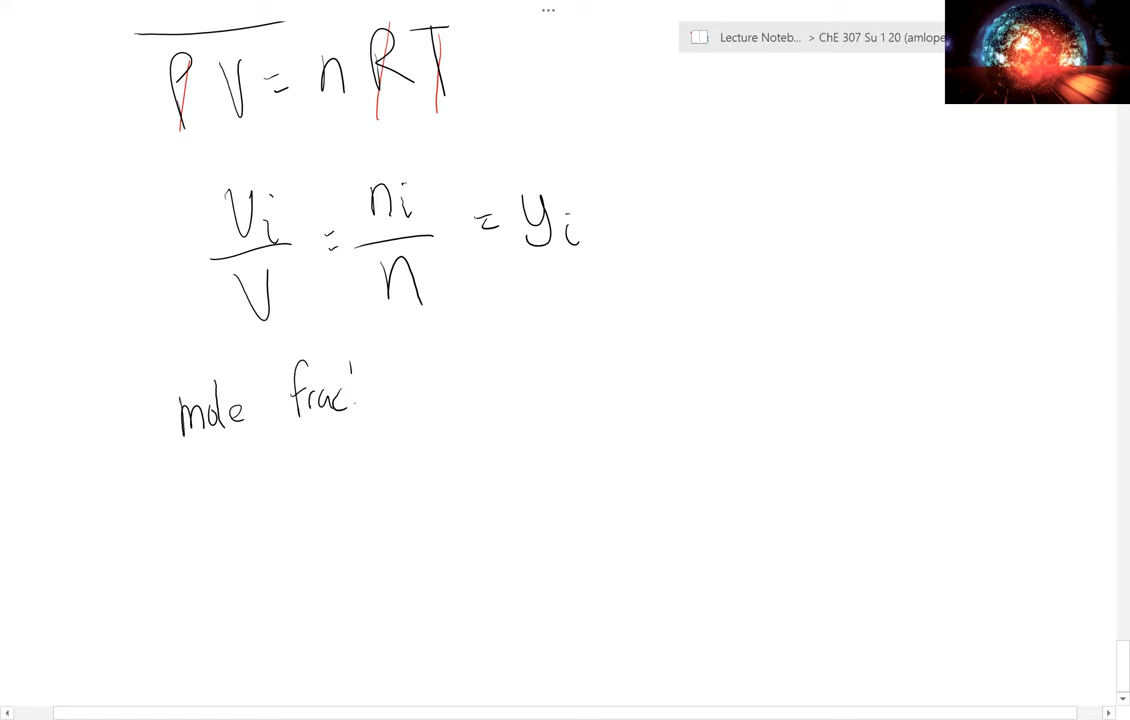 Lecture Noteb... > ChE 307 Su 1 20 (amlope
PV = nRT
Vi/V = ni/n = yi
mole frac